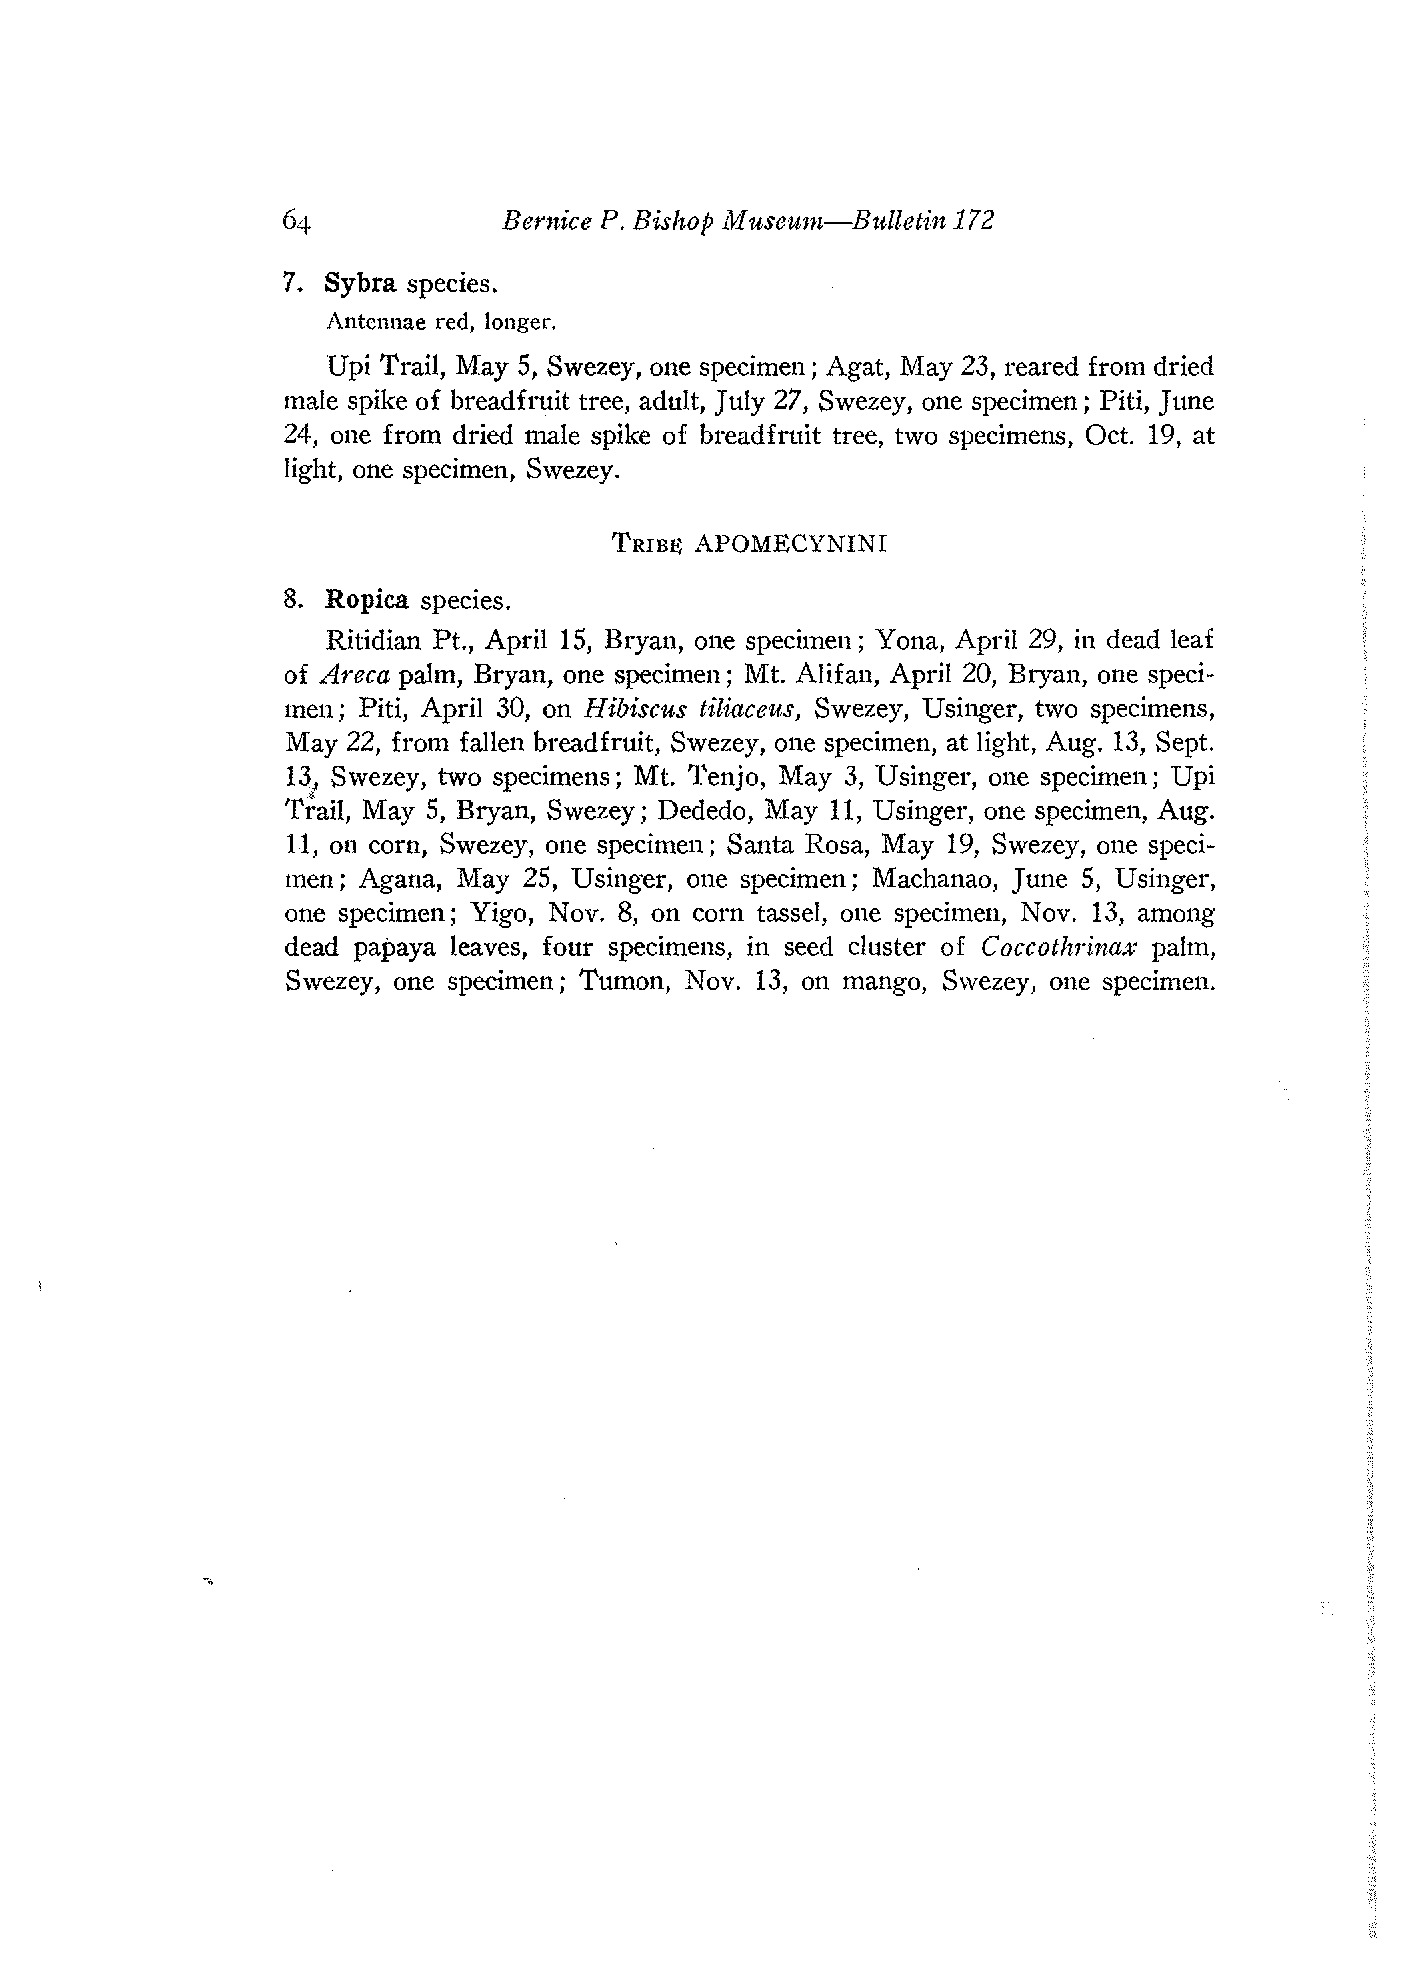 64 Bernice P. Bishop Museum—Bulletin 172
7. Sybra species.
Antennae red, longer.
Upi Trail, May 5, Swezey, one specimen; Agat, May 23, reared from dried
male spike of breadfruit tree, adult, July 27, Swezey, one specimen; Piti, June
24, one from dried male spike of breadfruit tree, two specimens, Oct. 19, at
light, one specimen, Swezey.
TRIBE APOMECYNINI
8. Ropica species.
Ritidian Pt., April 15, Bryan, one specimen; Yona, April 29, in dead leaf
of Areca palm, Bryan, one specimen; Mt. Alifan, April 20, Bryan, one speci-
men; Piti, April 30, on Hibiscus tiliaceus, Swezey, Usinger, two specimens,
May 22, from fallen breadfruit, Swezey, one specimen, at light, Aug. 13, Sept.
13, Swezey, two specimens; Mt. Tenjo, May 3, Usinger, one specimen; Upi
Trail, May 5, Bryan, Swezey; Dededo, May 11, Usinger, one specimen, Aug.
11, on corn, Swezey, one specimen; Santa Rosa, May 19, Swezey, one speci-
men; Agana, May 25, Usinger, one specimen; Machanao, June 5, Usinger,
one specimen; Yigo, Nov. 8, on corn tassel, one specimen, Nov. 13, among
dead papaya leaves, four specimens, in seed cluster of Coccothrinax palm,
Swezey, one specimen; Tumon, Nov. 13, on mango, Swezey, one specimen.